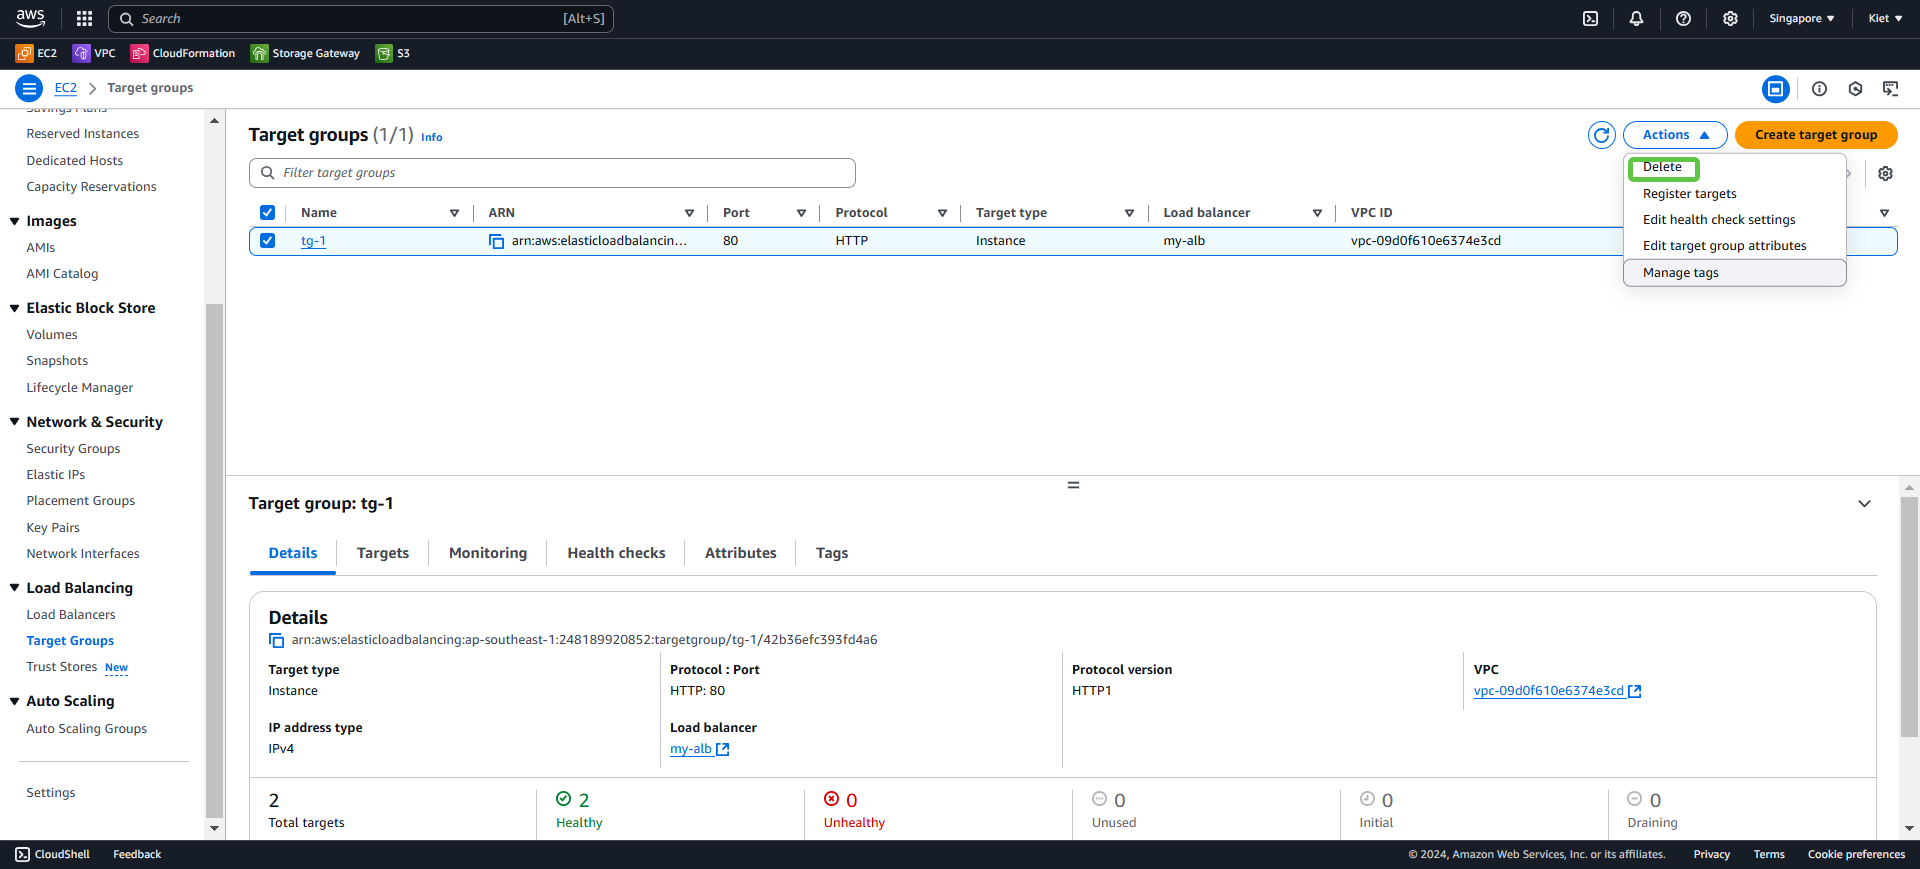 aws
Search
[Alt+S]
Singapore
Kiet
EC2
VPC
CloudFormation
Storage Gateway
S3
EC2
Target groups
Savings Plans
Reserved Instances
Dedicated Hosts
Capacity Reservations
Images
AMIs
AMI Catalog
Elastic Block Store
Volumes
Snapshots
Lifecycle Manager
Network & Security
Security Groups
Elastic IPs
Placement Groups
Key Pairs
Network Interfaces
Load Balancing
Load Balancers
Target Groups
Trust Stores New
Auto Scaling
Auto Scaling Groups
Settings
Target groups (1/1) Info
Actions
Create target group
Filter target groups
Delete
Register targets
Edit health check settings
Edit target group attributes
Manage tags
Name
ARN
Port
Protocol
Target type
Load balancer
VPC ID
tg-1
arn:aws:elasticloadbalancin...
80
HTTP
Instance
my-alb
vpc-09d0f610e6374e3cd
Target group: tg-1
Details
Targets
Monitoring
Health checks
Attributes
Tags
Details
arn:aws:elasticloadbalancing:ap-southeast-1:248189920852:targetgroup/tg-1/42b36efc393fd4a6
Target type
Instance
Protocol : Port
HTTP: 80
Protocol version
HTTP1
VPC
vpc-09d0f610e6374e3cd
IP address type
IPv4
Load balancer
my-alb
2
Total targets
2
Healthy
0
Unhealthy
0
Unused
0
Initial
0
Draining
CloudShell
Feedback
© 2024, Amazon Web Services, Inc. or its affiliates.
Privacy
Terms
Cookie preferences